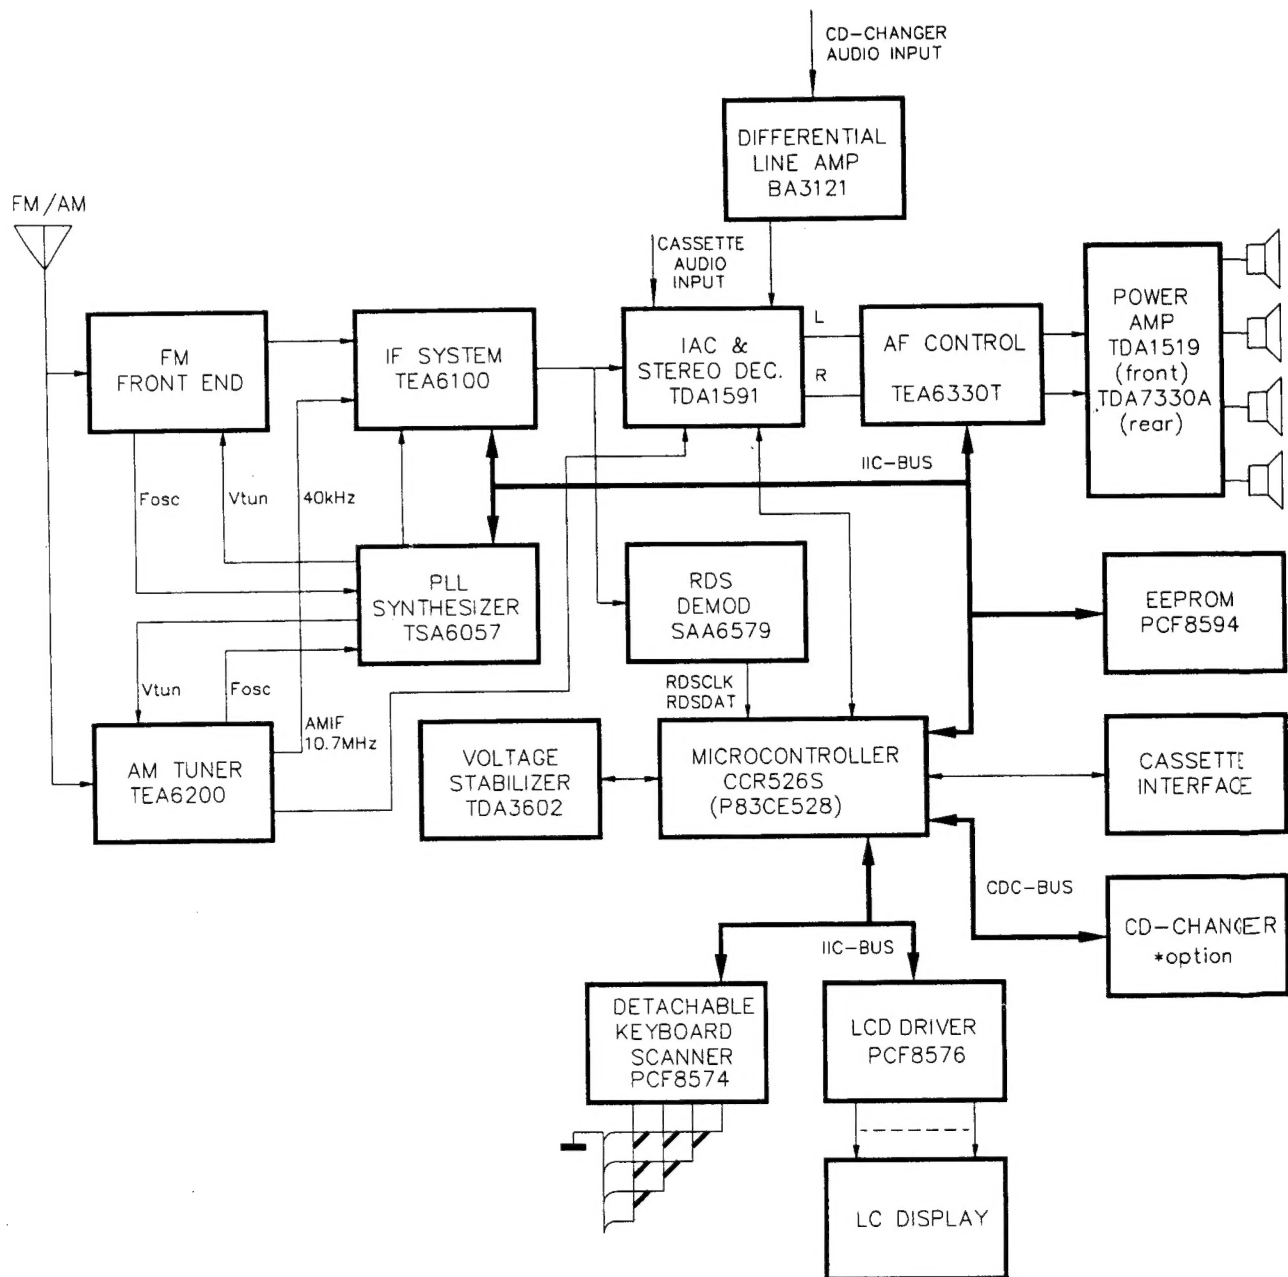 CD-CHANGER
AUDIO INPUT
DIFFERENTIAL
LINE AMP
BA3121
FM/AM
CASSETTE
AUDIO
INPUT
FM
FRONT END
IF SYSTEM
TEA6100
IAC &
STEREO DEC.
TDA1591
L
R
AF CONTROL
TEA6330T
POWER
AMP
TDA1519
(front)
TDA7330A
(rear)
IIC-BUS
Fosc
Vtun
40kHz
PLL
SYNTHESIZER
TSA6057
RDS
DEMOD
SAA6579
EEPROM
PCF8594
Vtun
Fosc
RDSCLK
RDSDAT
AMIF
10.7MHz
AM TUNER
TEA6200
VOLTAGE
STABILIZER
TDA3602
MICROCONTROLLER
CCR526S
(P83CE528)
CASSETTE
INTERFACE
CDC-BUS
CD-CHANGER
*option
IIC-BUS
DETACHABLE
KEYBOARD
SCANNER
PCF8574
LCD DRIVER
PCF8576
LC DISPLAY